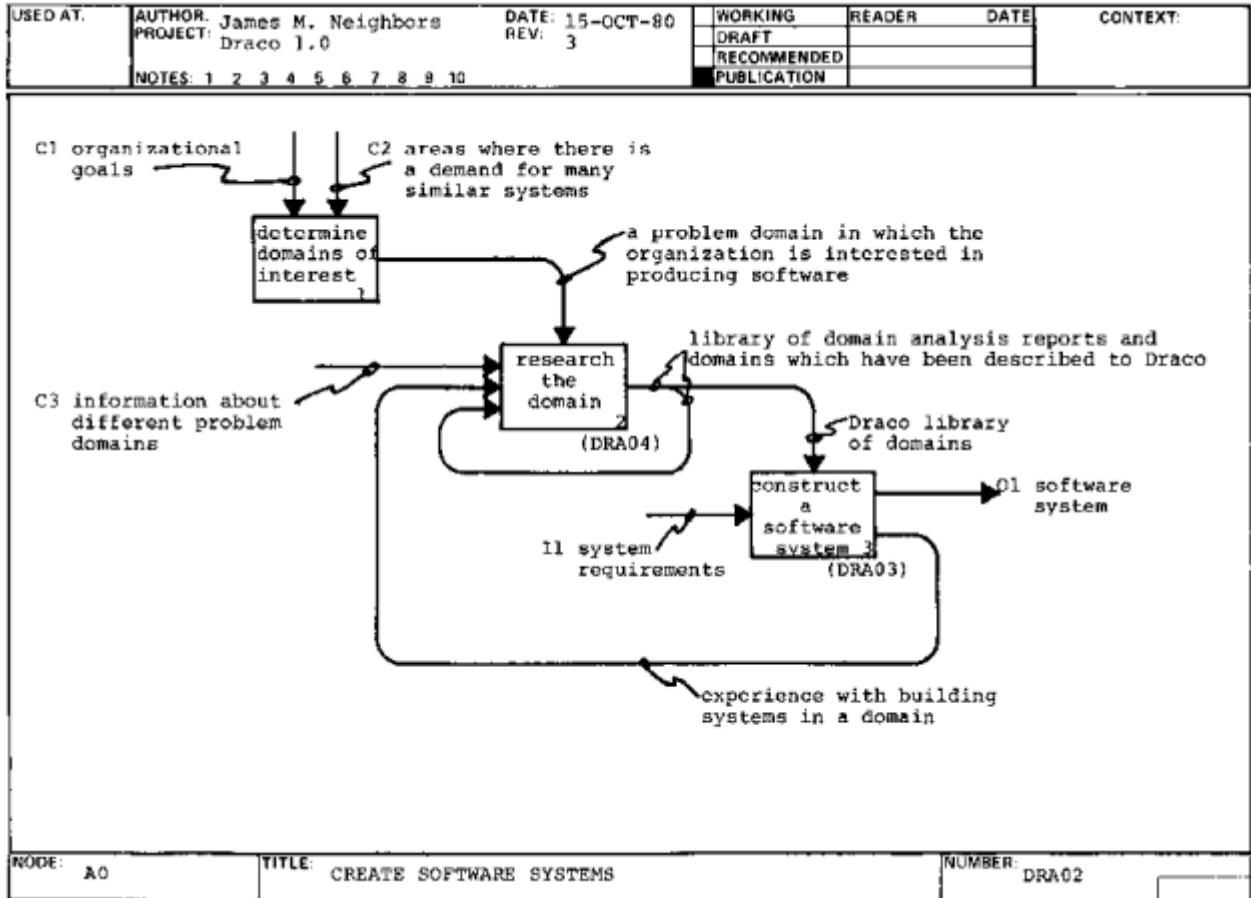 USED AT.
AUTHOR. James M. Neighbors
PROJECT: Draco 1.0
DATE: 15-OCT-80
REV: 3
NOTES: 1 2 3 4 5 6 7 8 9 10
WORKING
DRAFT
RECOMMENDED
PUBLICATION
READER DATE
CONTEXT:
C1 organizational
goals
C2 areas where there is
a demand for many
similar systems
determine
domains of
interest
1
a problem domain in which the
organization is interested in
producing software
library of domain analysis reports and
domains which have been described to Draco
research
the
domain
2
(DRA04)
C3 information about
different problem
domains
Draco library
of domains
construct
a
software
system 3
(DRA03)
O1 software
system
I1 system
requirements
experience with building
systems in a domain
NODE: A0
TITLE: CREATE SOFTWARE SYSTEMS
NUMBER: DRA02